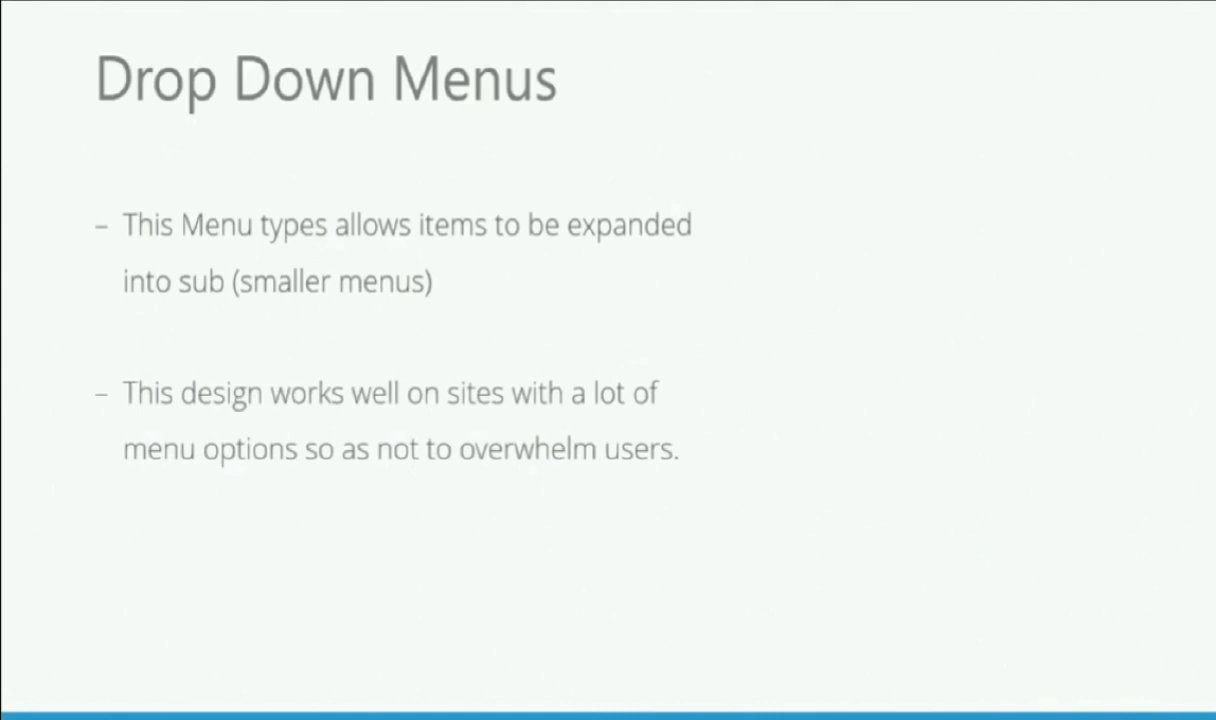 Drop Down Menus
– This Menu types allows items to be expanded
into sub (smaller menus)
– This design works well on sites with a lot of
menu options so as not to overwhelm users.